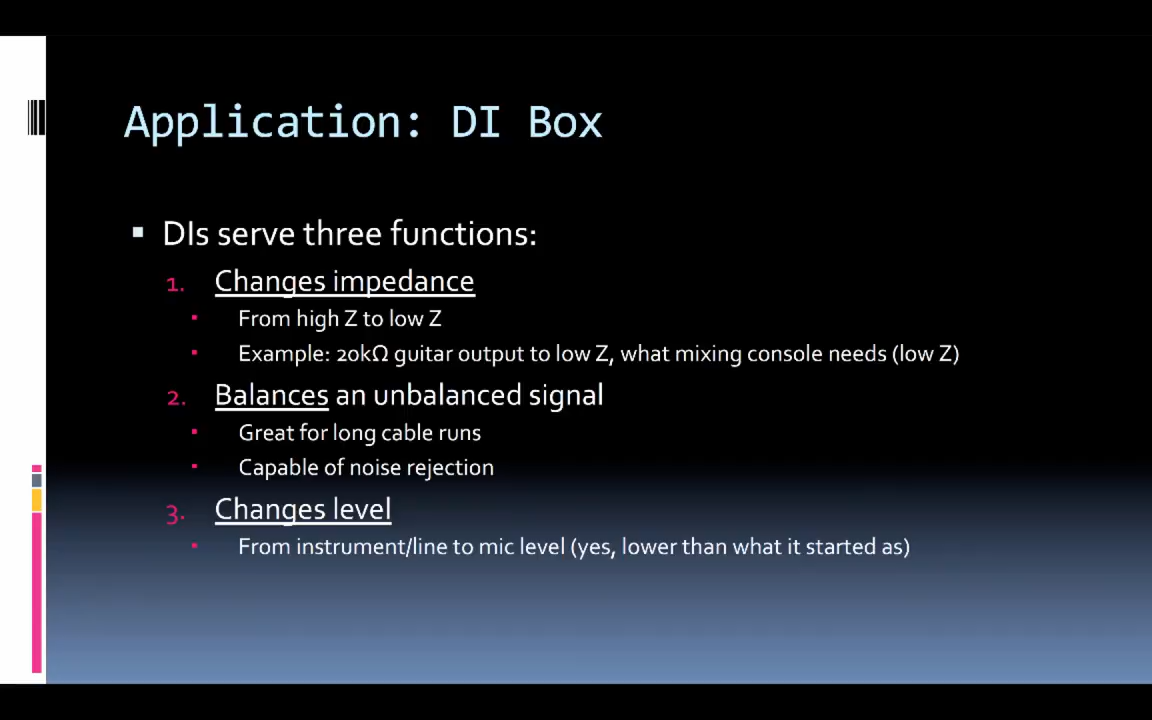 Application: DI Box
▪ DIs serve three functions:
1. Changes impedance
▪ From high Z to low Z
▪ Example: 20kΩ guitar output to low Z, what mixing console needs (low Z)
2. Balances an unbalanced signal
▪ Great for long cable runs
▪ Capable of noise rejection
3. Changes level
▪ From instrument/line to mic level (yes, lower than what it started as)